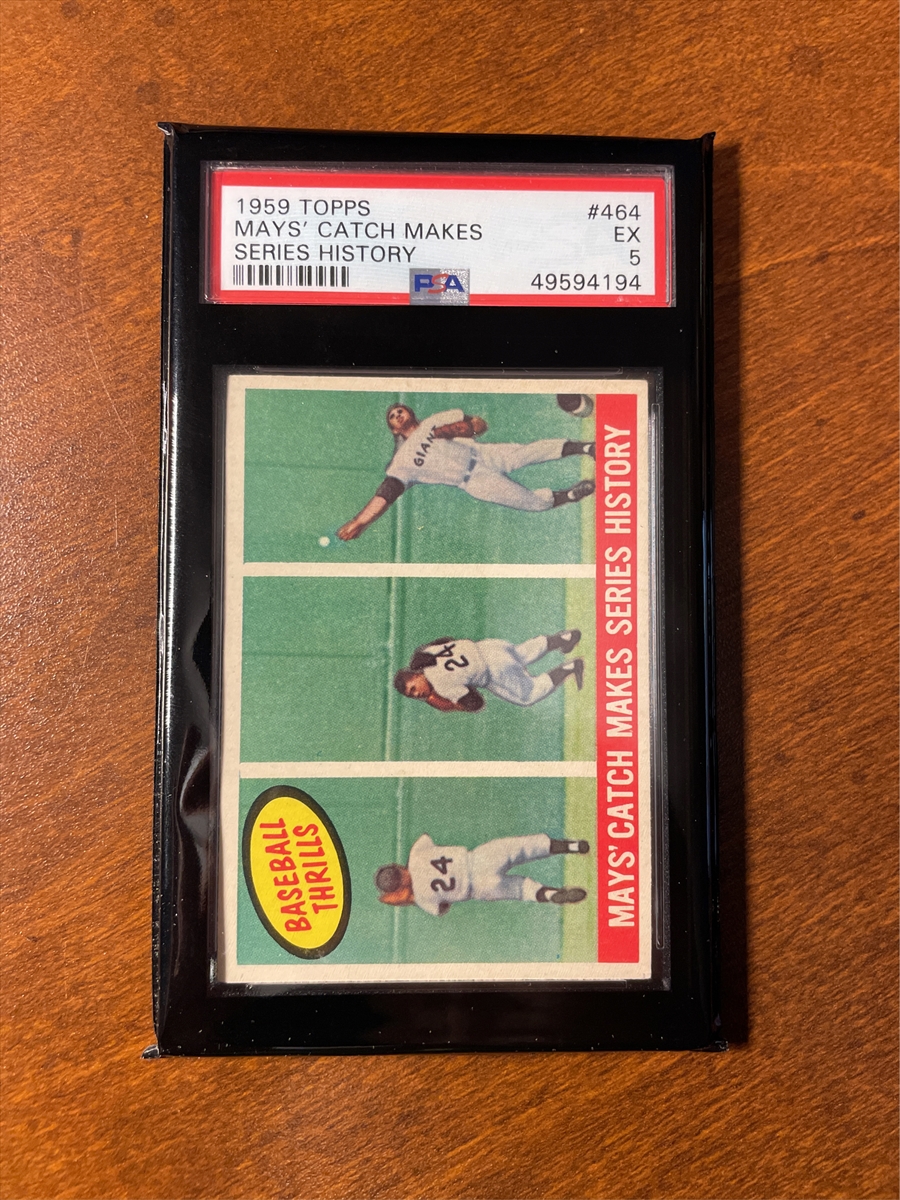 1959 TOPPS #464
MAYS' CATCH MAKES EX
SERIES HISTORY 5
PSA 49594194
GIANT
24
24
BASEBALL
THRILLS
MAYS' CATCH MAKES SERIES HISTORY